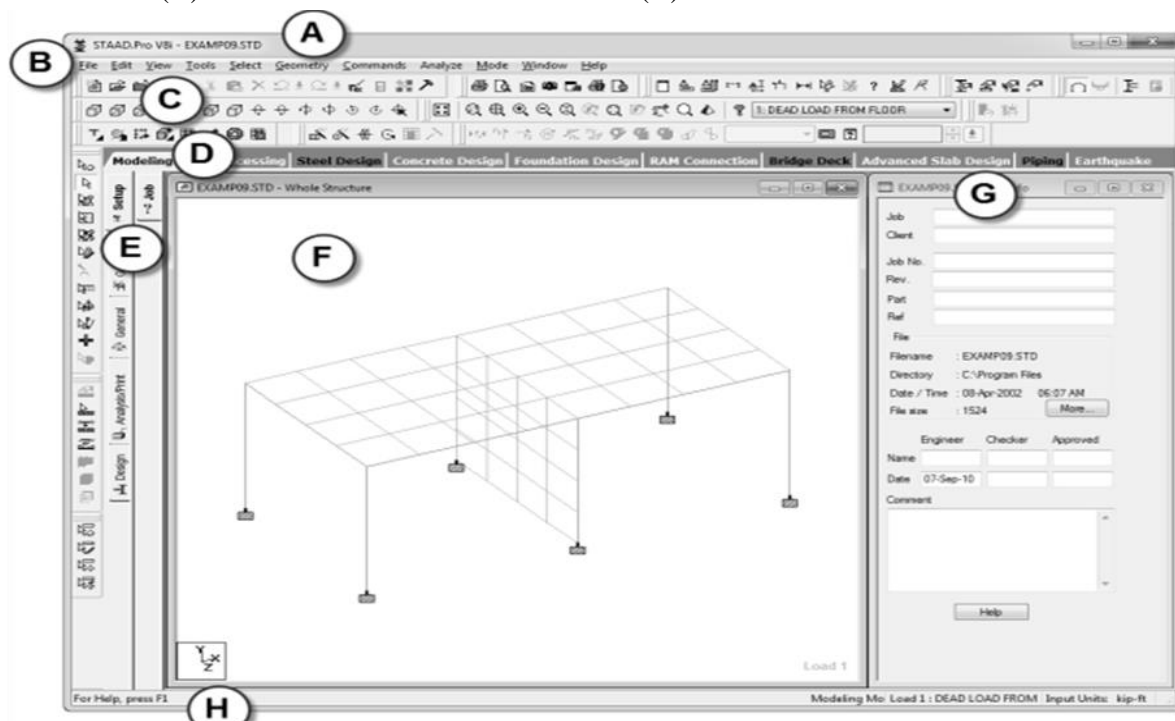 A
STAAD.Pro V8i - EXAMP09.STD
B
File Edit View Tools Select Geometry Commands Analyze Mode Window Help
C
1: DEAD LOAD FROM FLOOR
D
Modeling Steel Design Concrete Design Foundation Design RAM Connection Bridge Deck Advanced Slab Design Piping Earthquake
EXAMP09.STD - Whole Structure
G
Setup
Job
E
General
Analysis/Print
Design
F
Load 1
Y
X
Z
Job
Client
Job No.
Rev.
Part
Ref
File
Filename : EXAMP09.STD
Directory : C:\Program Files
Date / Time : 08-Apr-2002 06:07 AM
File size : 1524 More...
Engineer Checker Approved
Name
Date 07-Sep-10
Comment
Help
For Help, press F1
H
Modeling Mo Load 1 : DEAD LOAD FROM Input Units: kip-ft